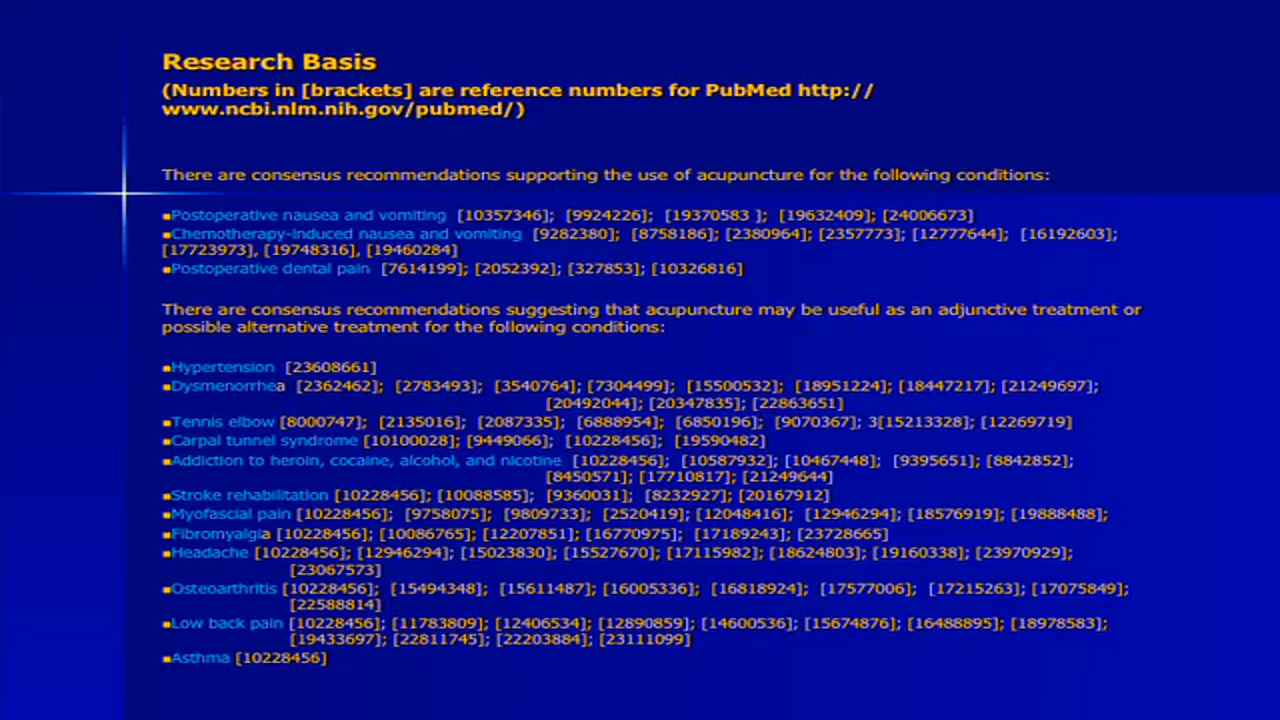 Research Basis
(Numbers in [brackets] are reference numbers for PubMed http://
www.ncbi.nlm.nih.gov/pubmed/)
There are consensus recommendations supporting the use of acupuncture for the following conditions:
▪Postoperative nausea and vomiting [10357346]; [9924226]; [19370583 ]; [19632409]; [24006673]
▪Chemotherapy-induced nausea and vomiting [9282380]; [8758186]; [2380964]; [2357773]; [12777644]; [16192603];
[17723973], [19748316], [19460284]
▪Postoperative dental pain [7614199]; [2052392]; [327853]; [10326816]
There are consensus recommendations suggesting that acupuncture may be useful as an adjunctive treatment or
possible alternative treatment for the following conditions:
▪Hypertension [23608661]
▪Dysmenorrhea [2362462]; [2783493]; [3540764]; [7304499]; [15500532]; [18951224]; [18447217]; [21249697];
[20492044]; [20347835]; [22863651]
▪Tennis elbow [8000747]; [2135016]; [2087335]; [6888954]; [6850196]; [9070367]; 3[15213328]; [12269719]
▪Carpal tunnel syndrome [10100028]; [9449066]; [10228456]; [19590482]
▪Addiction to heroin, cocaine, alcohol, and nicotine [10228456]; [10587932]; [10467448]; [9395651]; [8842852];
[8450571]; [17710817]; [21249644]
▪Stroke rehabilitation [10228456]; [10088585]; [9360031]; [8232927]; [20167912]
▪Myofascial pain [10228456]; [9758075]; [9809733]; [2520419]; [12048416]; [12946294]; [18576919]; [19888488];
▪Fibromyalgia [10228456]; [10086765]; [12207851]; [16770975]; [17189243]; [23728665]
▪Headache [10228456]; [12946294]; [15023830]; [15527670]; [17115982]; [18624803]; [19160338]; [23970929];
[23067573]
▪Osteoarthritis [10228456]; [15494348]; [15611487]; [16005336]; [16818924]; [17577006]; [17215263]; [17075849];
[22588814]
▪Low back pain [10228456]; [11783809]; [12406534]; [12890859]; [14600536]; [15674876]; [16488895]; [18978583];
[19433697]; [22811745]; [22203884]; [23111099]
▪Asthma [10228456]